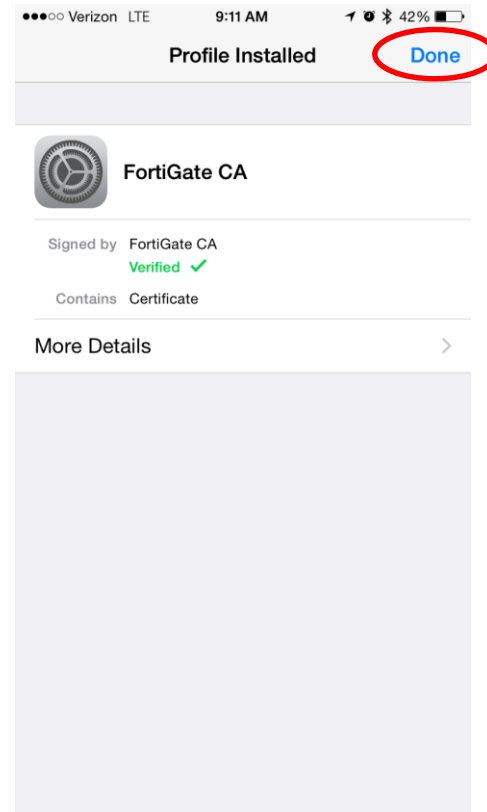 Verizon LTE 9:11 AM 42%
Profile Installed Done
FortiGate CA
Signed by FortiGate CA
Verified
Contains Certificate
More Details